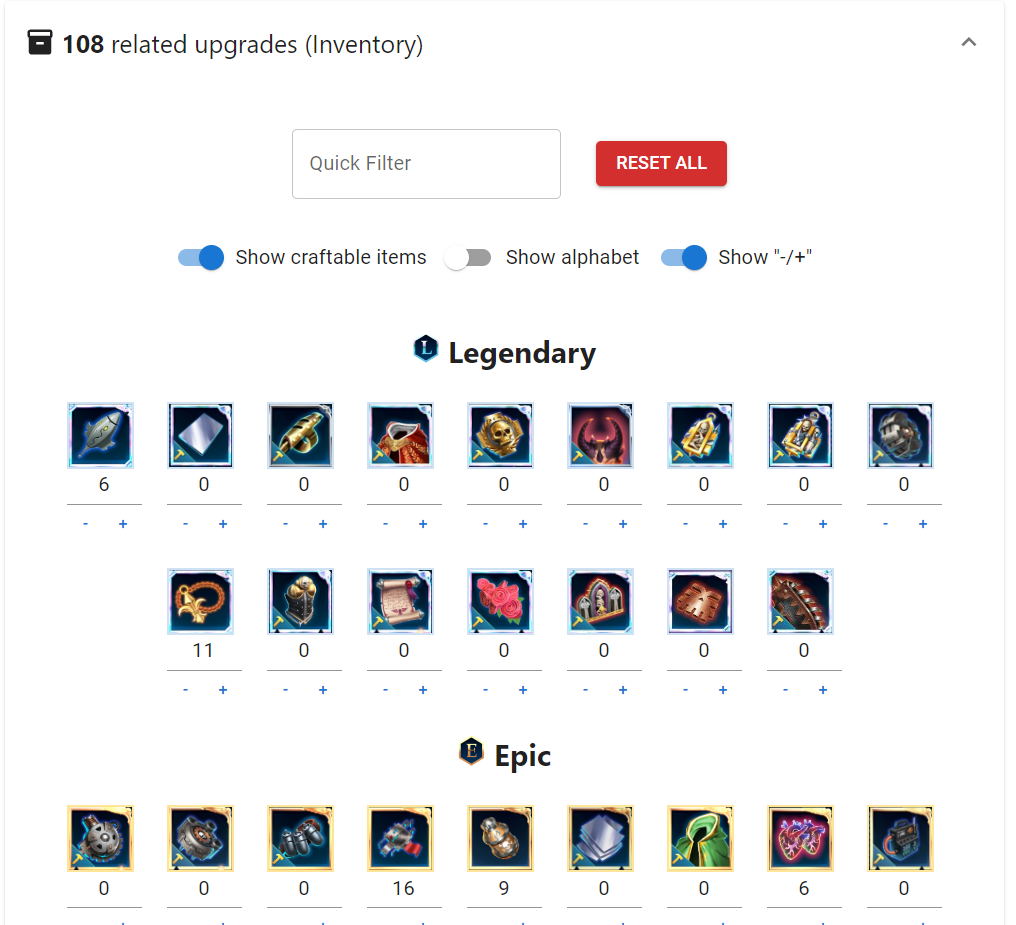 108 related upgrades (Inventory)
Quick Filter
RESET ALL
Show craftable items
Show alphabet
Show "-/+"
L Legendary
6 0 0 0 0 0 0 0 0
- + - + - + - + - + - + - + - + - +
11 0 0 0 0 0 0
- + - + - + - + - + - + - +
E Epic
0 0 0 16 9 0 0 6 0